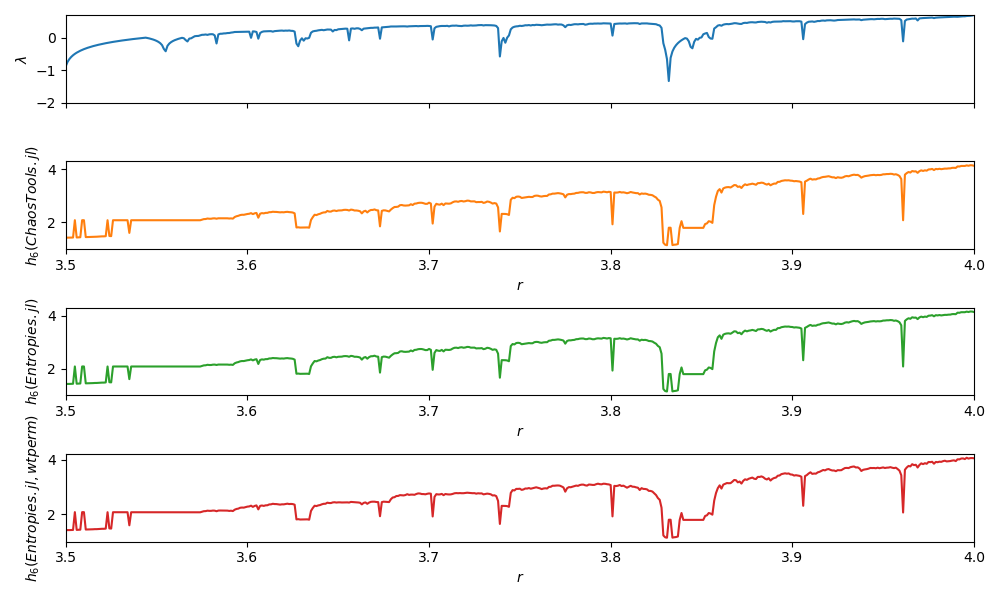 0
−1
−2
λ
4
2
h6(ChaosTools.jl)
3.5 3.6 3.7 3.8 3.9 4.0
r
4
2
h6(Entropies.jl)
3.5 3.6 3.7 3.8 3.9 4.0
r
4
2
h6(Entropies.jl, wtperm)
3.5 3.6 3.7 3.8 3.9 4.0
r